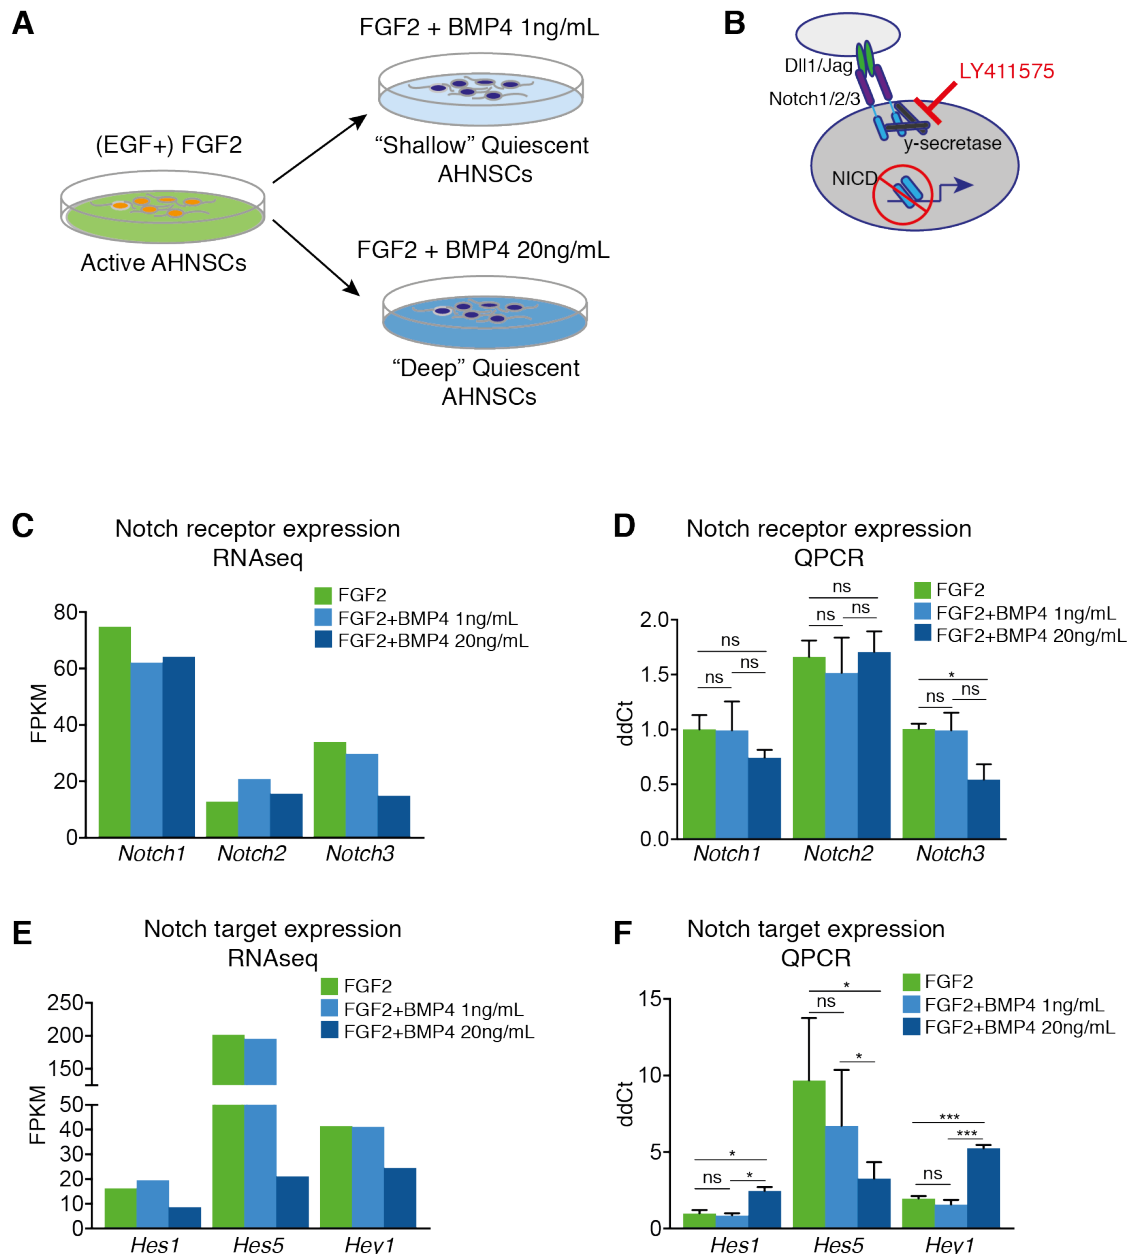 A
FGF2 + BMP4 1ng/mL
(EGF+) FGF2
“Shallow” Quiescent
AHNSCs
Active AHNSCs
FGF2 + BMP4 20ng/mL
“Deep” Quiescent
AHNSCs
B
Dll1/Jag
LY411575
Notch1/2/3
y-secretase
NICD
C
Notch receptor expression
RNAseq
FGF2
FGF2+BMP4 1ng/mL
FGF2+BMP4 20ng/mL
FPKM
80
60
40
20
0
Notch1
Notch2
Notch3
D
Notch receptor expression
QPCR
FGF2
FGF2+BMP4 1ng/mL
FGF2+BMP4 20ng/mL
ddCt
2.0
1.5
1.0
0.5
0.0
ns
ns
ns
ns
ns
ns
*
ns
ns
Notch1
Notch2
Notch3
E
Notch target expression
RNAseq
FGF2
FGF2+BMP4 1ng/mL
FGF2+BMP4 20ng/mL
FPKM
250
200
150
50
40
30
20
10
0
Hes1
Hes5
Hey1
F
Notch target expression
QPCR
FGF2
FGF2+BMP4 1ng/mL
FGF2+BMP4 20ng/mL
ddCt
15
10
5
0
*
ns
*
*
ns
*
***
***
ns
Hes1
Hes5
Hey1